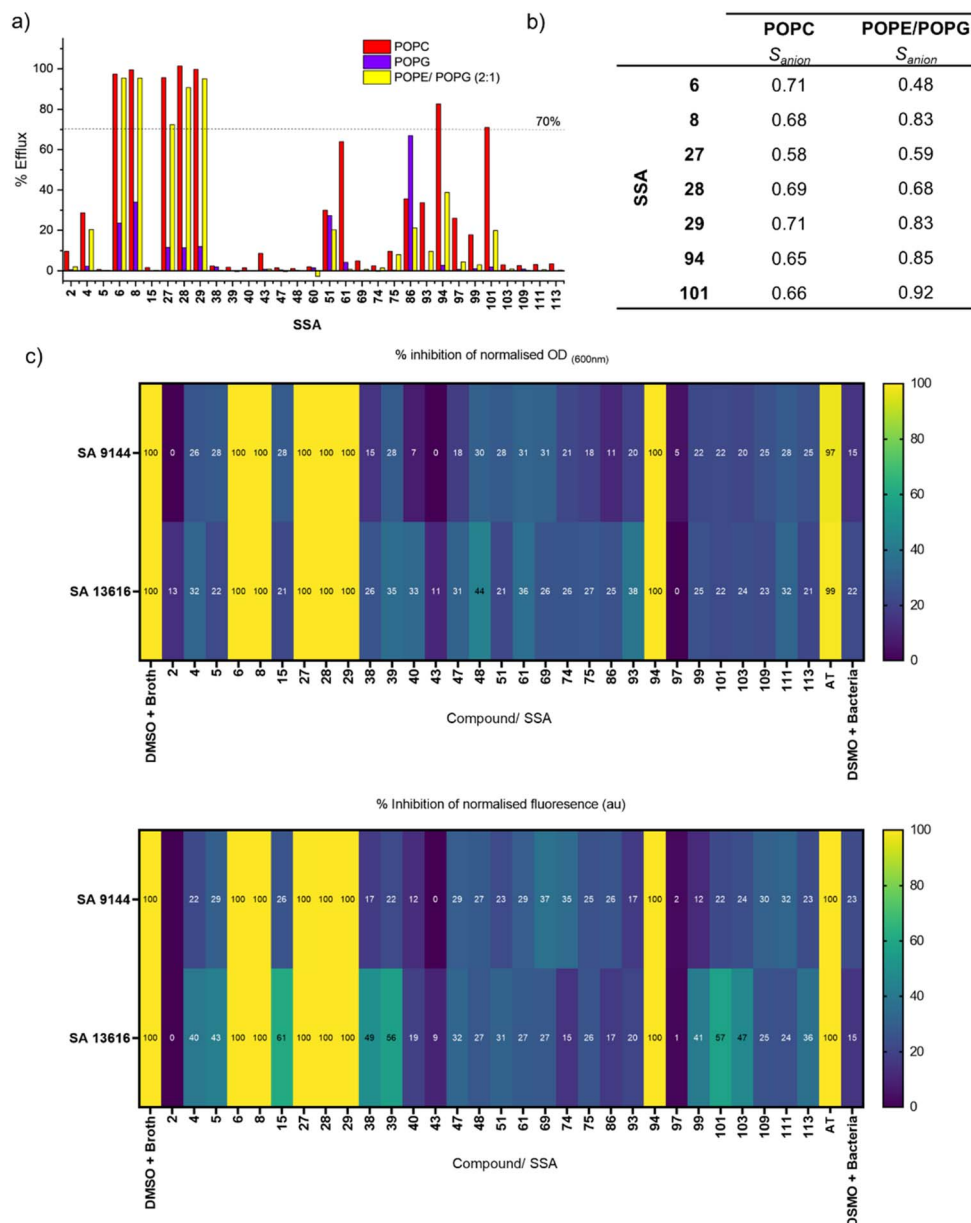 a)
POPC
POPG
POPE/ POPG (2:1)
% Efflux
100
80
60
40
20
0
70%
2 4 5 6 8 15 27 28 29 38 39 40 43 47 48 60 51 61 69 74 75 86 93 94 97 99 101 103 109 111 113
SSA
b)
POPC POPE/POPG
S anion S anion
SSA
6 0.71 0.48
8 0.68 0.83
27 0.58 0.59
28 0.69 0.68
29 0.71 0.83
94 0.65 0.85
101 0.66 0.92
c)
% inhibition of normalised OD (600nm)
SA 9144 100 0 26 28 100 100 28 100 100 100 15 28 7 0 18 30 28 31 31 21 18 11 20 100 5 22 22 20 25 28 25 97 15
SA 13616 100 13 32 22 100 100 21 100 100 100 26 35 33 11 31 44 21 36 26 26 27 25 38 100 0 25 22 24 23 32 21 99 22
DMSO + Broth 2 4 5 6 8 15 27 28 29 38 39 40 43 47 48 51 61 69 74 75 86 93 94 97 99 101 103 109 111 113 AT DSMO + Bacteria
Compound/ SSA
100
80
60
40
20
0
% Inhibition of normalised fluoresence (au)
SA 9144 100 0 22 29 100 100 26 100 100 100 17 22 12 0 29 27 23 29 37 35 25 26 17 100 2 12 22 24 30 32 23 100 23
SA 13616 100 0 40 43 100 100 61 100 100 100 49 56 19 9 32 27 31 27 27 15 26 17 20 100 1 41 57 47 25 24 36 100 15
DMSO + Broth 2 4 5 6 8 15 27 28 29 38 39 40 43 47 48 51 61 69 74 75 86 93 94 97 99 101 103 109 111 113 AT DSMO + Bacteria
Compound/ SSA
100
80
60
40
20
0